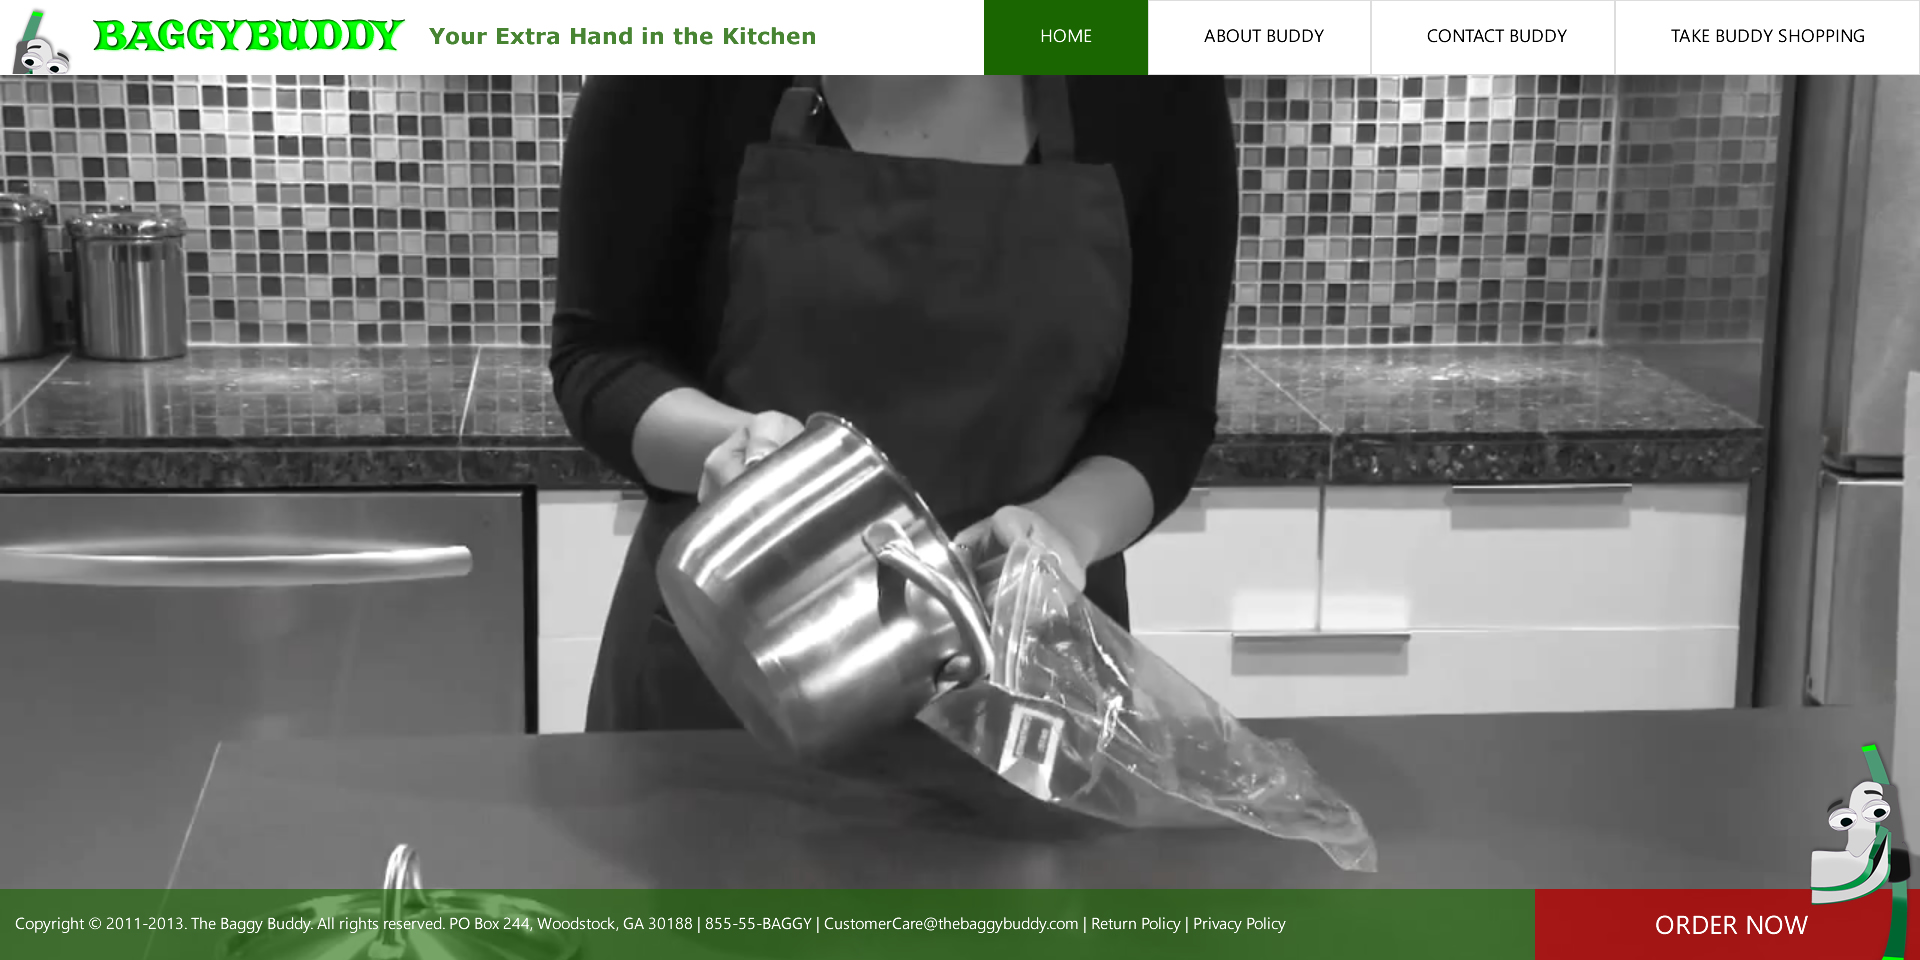 BAGGYBUDDY
Your Extra Hand in the Kitchen
HOME
ABOUT BUDDY
CONTACT BUDDY
TAKE BUDDY SHOPPING
Copyright © 2011-2013. The Baggy Buddy. All rights reserved. PO Box 244, Woodstock, GA 30188 | 855-55-BAGGY | CustomerCare@thebaggybuddy.com | Return Policy | Privacy Policy
ORDER NOW